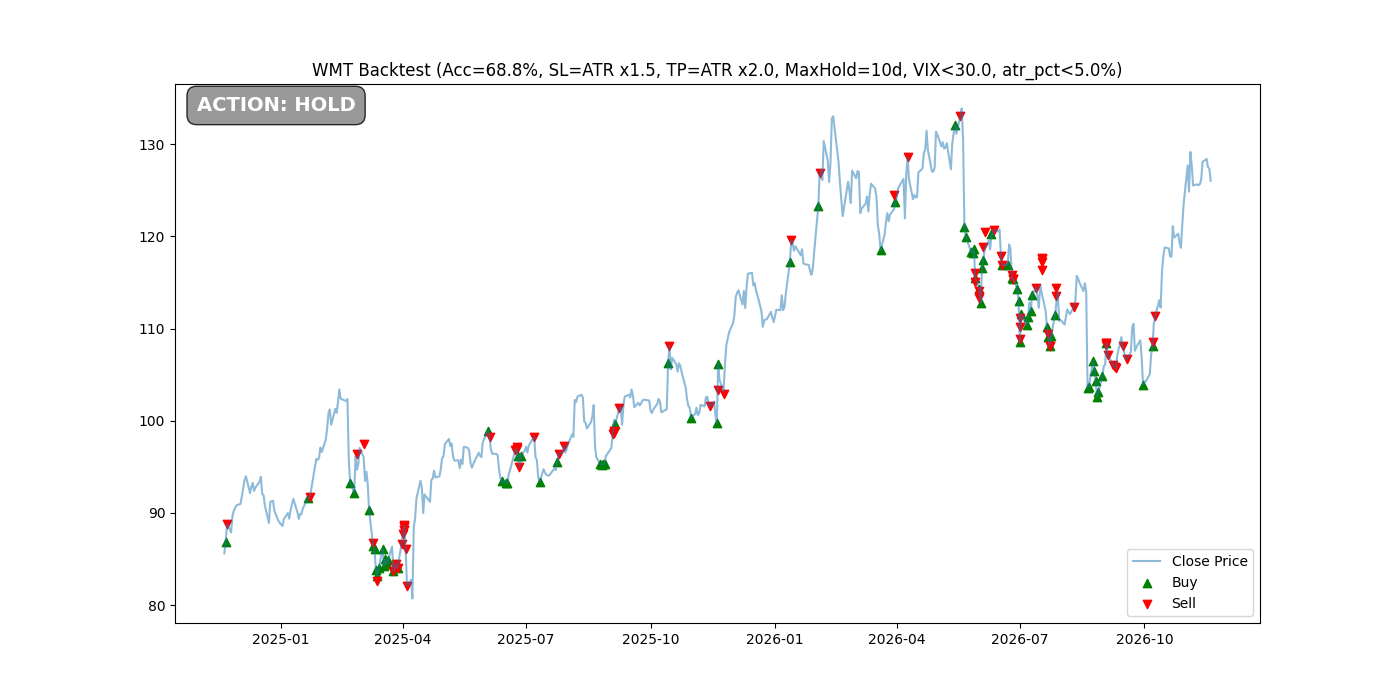 WMT Backtest (Acc=68.8%, SL=ATR x1.5, TP=ATR x2.0, MaxHold=10d, VIX<30.0, atr_pct<5.0%)
ACTION: HOLD
130
120
110
100
90
80
Close Price
Buy
Sell
2025-01 2025-04 2025-07 2025-10 2026-01 2026-04 2026-07 2026-10